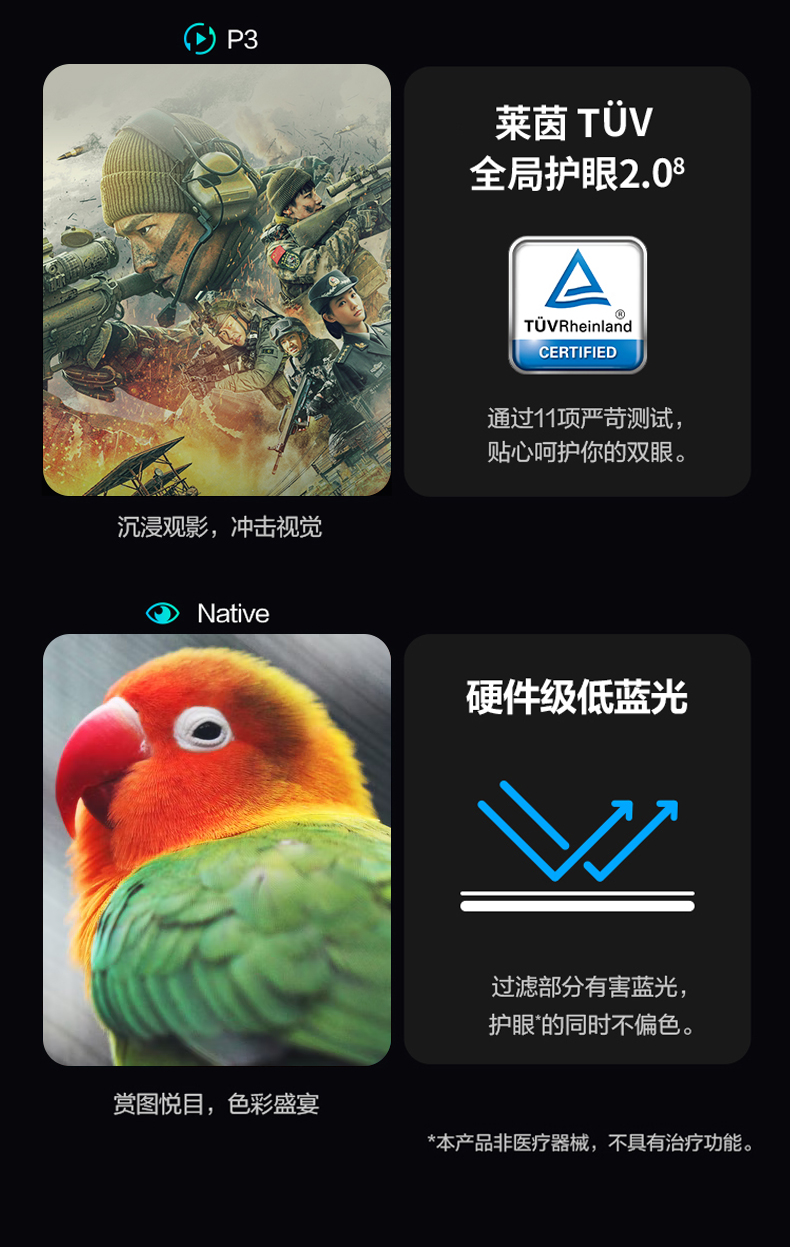 P3
莱茵 TÜV
全局护眼2.0⁸
TÜVRheinland®
CERTIFIED
通过11项严苛测试，
贴心呵护你的双眼。
沉浸观影，冲击视觉
Native
硬件级低蓝光
过滤部分有害蓝光，
护眼*的同时不偏色。
赏图悦目，色彩盛宴
*本产品非医疗器械，不具有治疗功能。